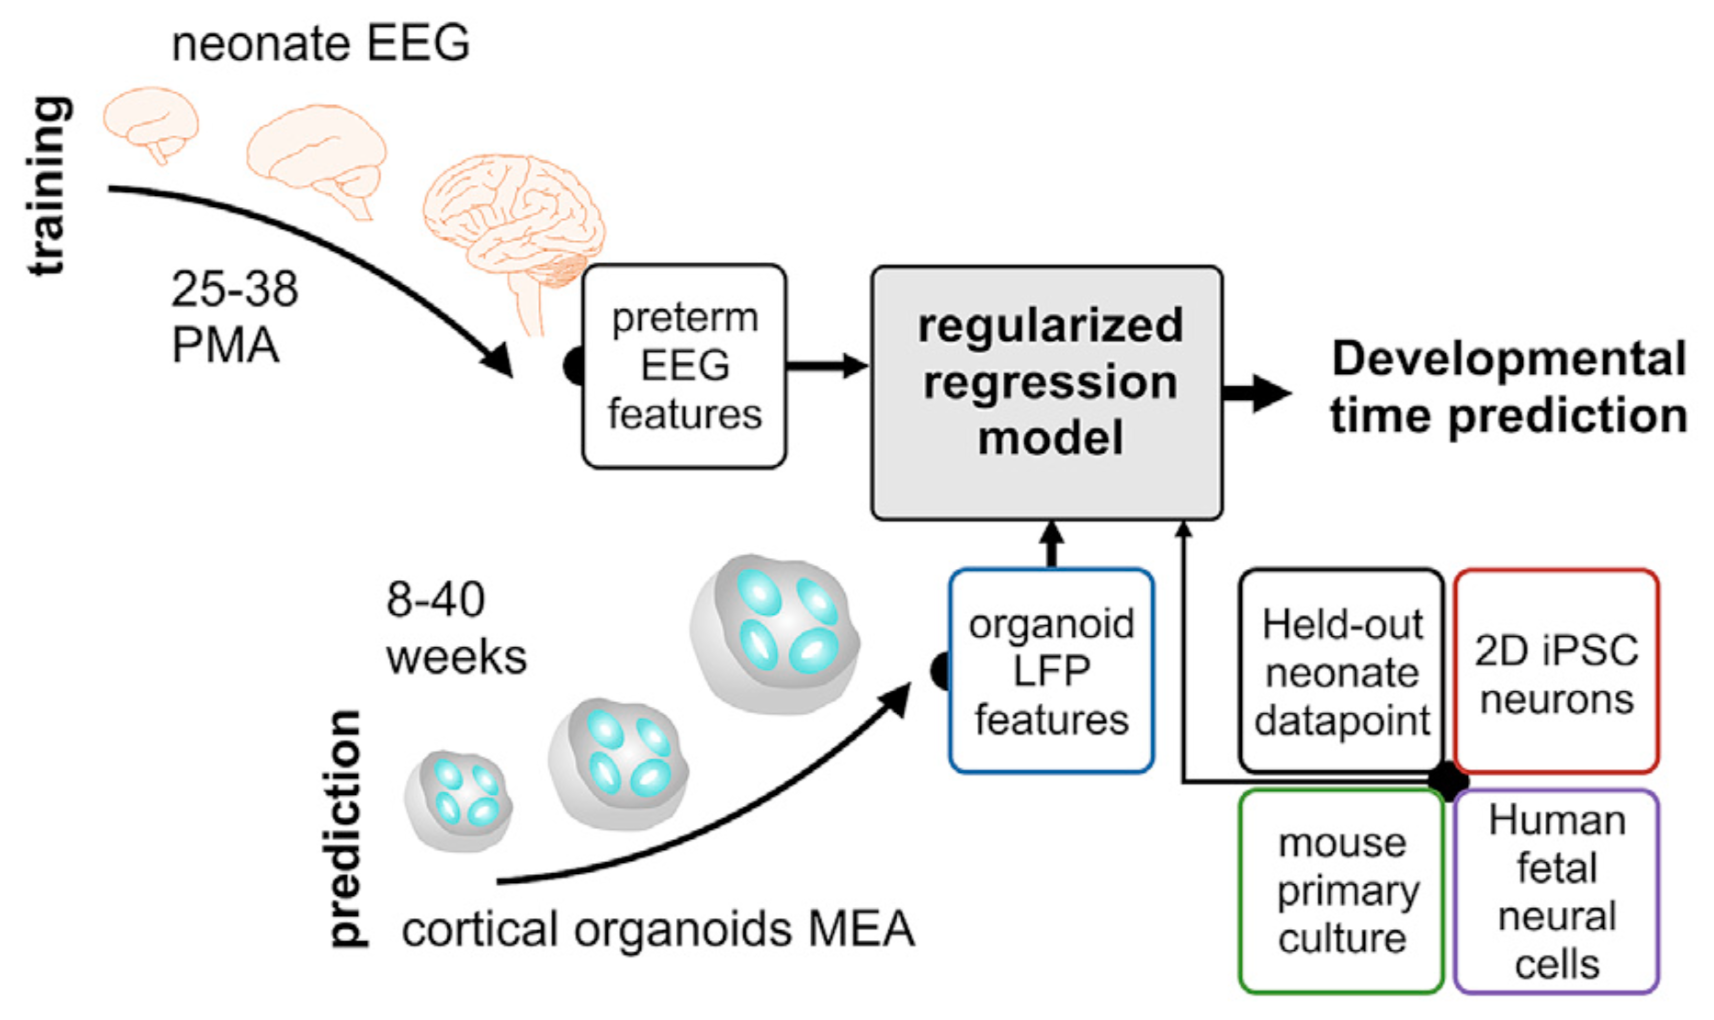 neonate EEG
training
25-38
PMA
preterm
EEG
features
regularized
regression
model
Developmental
time prediction
8-40
weeks
prediction
cortical organoids MEA
organoid
LFP
features
Held-out
neonate
datapoint
2D iPSC
neurons
mouse
primary
culture
Human
fetal
neural
cells